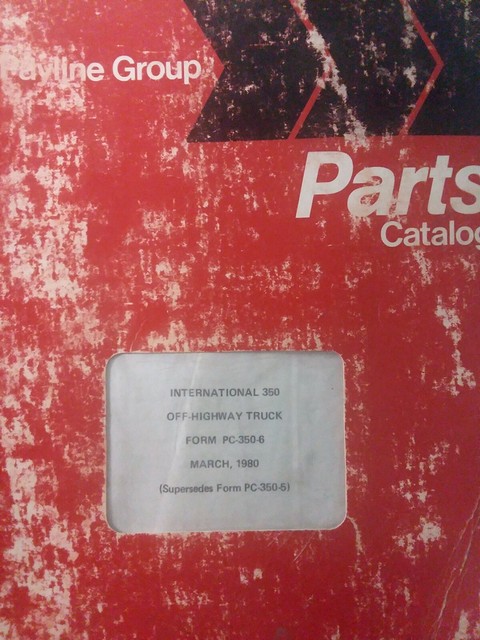 Payline Group
Parts
Catalog
INTERNATIONAL 350
OFF-HIGHWAY TRUCK
FORM PC-350-6
MARCH, 1980
(Supersedes Form PC-350-5)